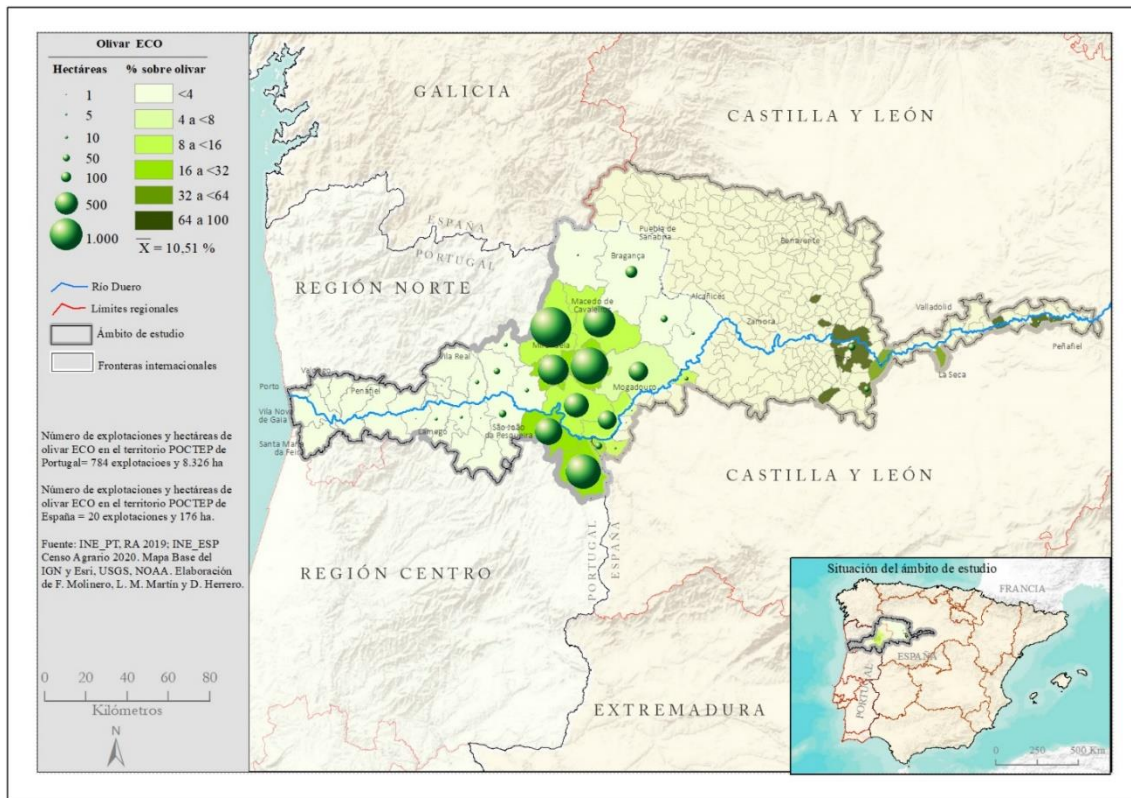 Olivar ECO
Hectáreas
% sobre olivar
1
5
10
50
100
500
1.000
<4
4 a <8
8 a <16
16 a <32
32 a <64
64 a 100
X = 10,51 %
Río Duero
Límites regionales
Ámbito de estudio
Fronteras internacionales
Número de explotaciones y hectáreas de
olivar ECO en el territorio POCTEP de
Portugal= 784 explotacioes y 8.326 ha
Número de explotaciones y hectáreas de
olivar ECO en el territorio POCTEP de
España = 20 explotaciones y 176 ha.
Fuente: INE_PT, RA 2019; INE_ESP
Censo Agrario 2020. Mapa Base del
IGN y Esri, USGS, NOAA. Elaboración
de F. Molinero, L. M. Martín y D. Herrero.
0 20 40 60 80
Kilómetros
N
GALICIA
CASTILLA Y LEÓN
ESPAÑA
PORTUGAL
REGIÓN NORTE
Puebla de
Sanabria
Benavente
Bragança
Macedo de
Alcañices
Zamora
Valladolid
Peñafiel
La Seca
Vila Real
Mogadouro
Porto
Penafiel
Vila Nova
de Gaia
Santa Maria
da Feira
Lamego
São João
da Pesqueira
CASTILLA Y LEÓN
REGIÓN CENTRO
PORTUGAL
ESPAÑA
EXTREMADURA
Situación del ámbito de estudio
FRANCIA
ESPAÑA
PORTUGAL
0 250 500 Km